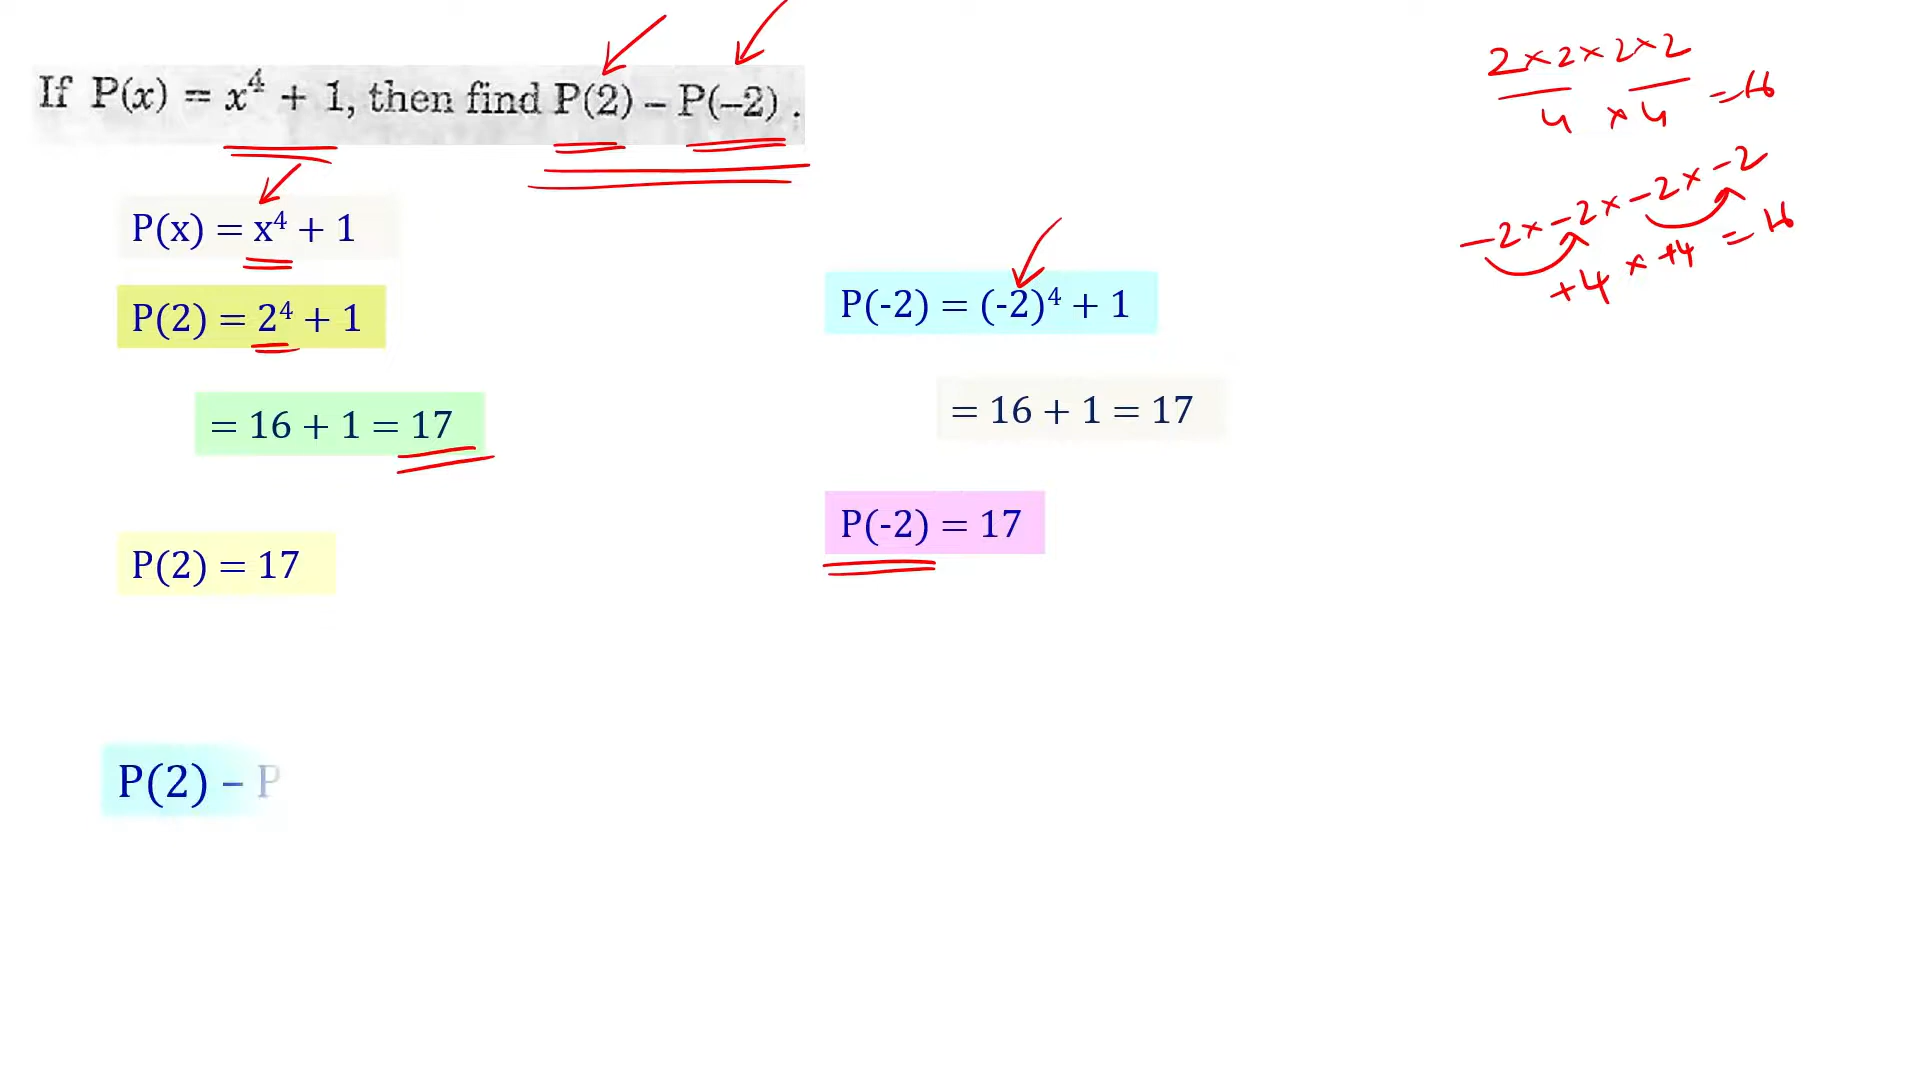 If P(x) = x⁴ + 1, then find P(2) – P(–2) .
P(x) = x⁴ + 1
P(2) = 2⁴ + 1
= 16 + 1 = 17
P(2) = 17
P(-2) = (-2)⁴ + 1
= 16 + 1 = 17
P(-2) = 17
2 × 2 × 2 × 2
4 × 4 = 16
-2 × -2 × -2 × -2
+4 × +4 = 16
P(2) – P